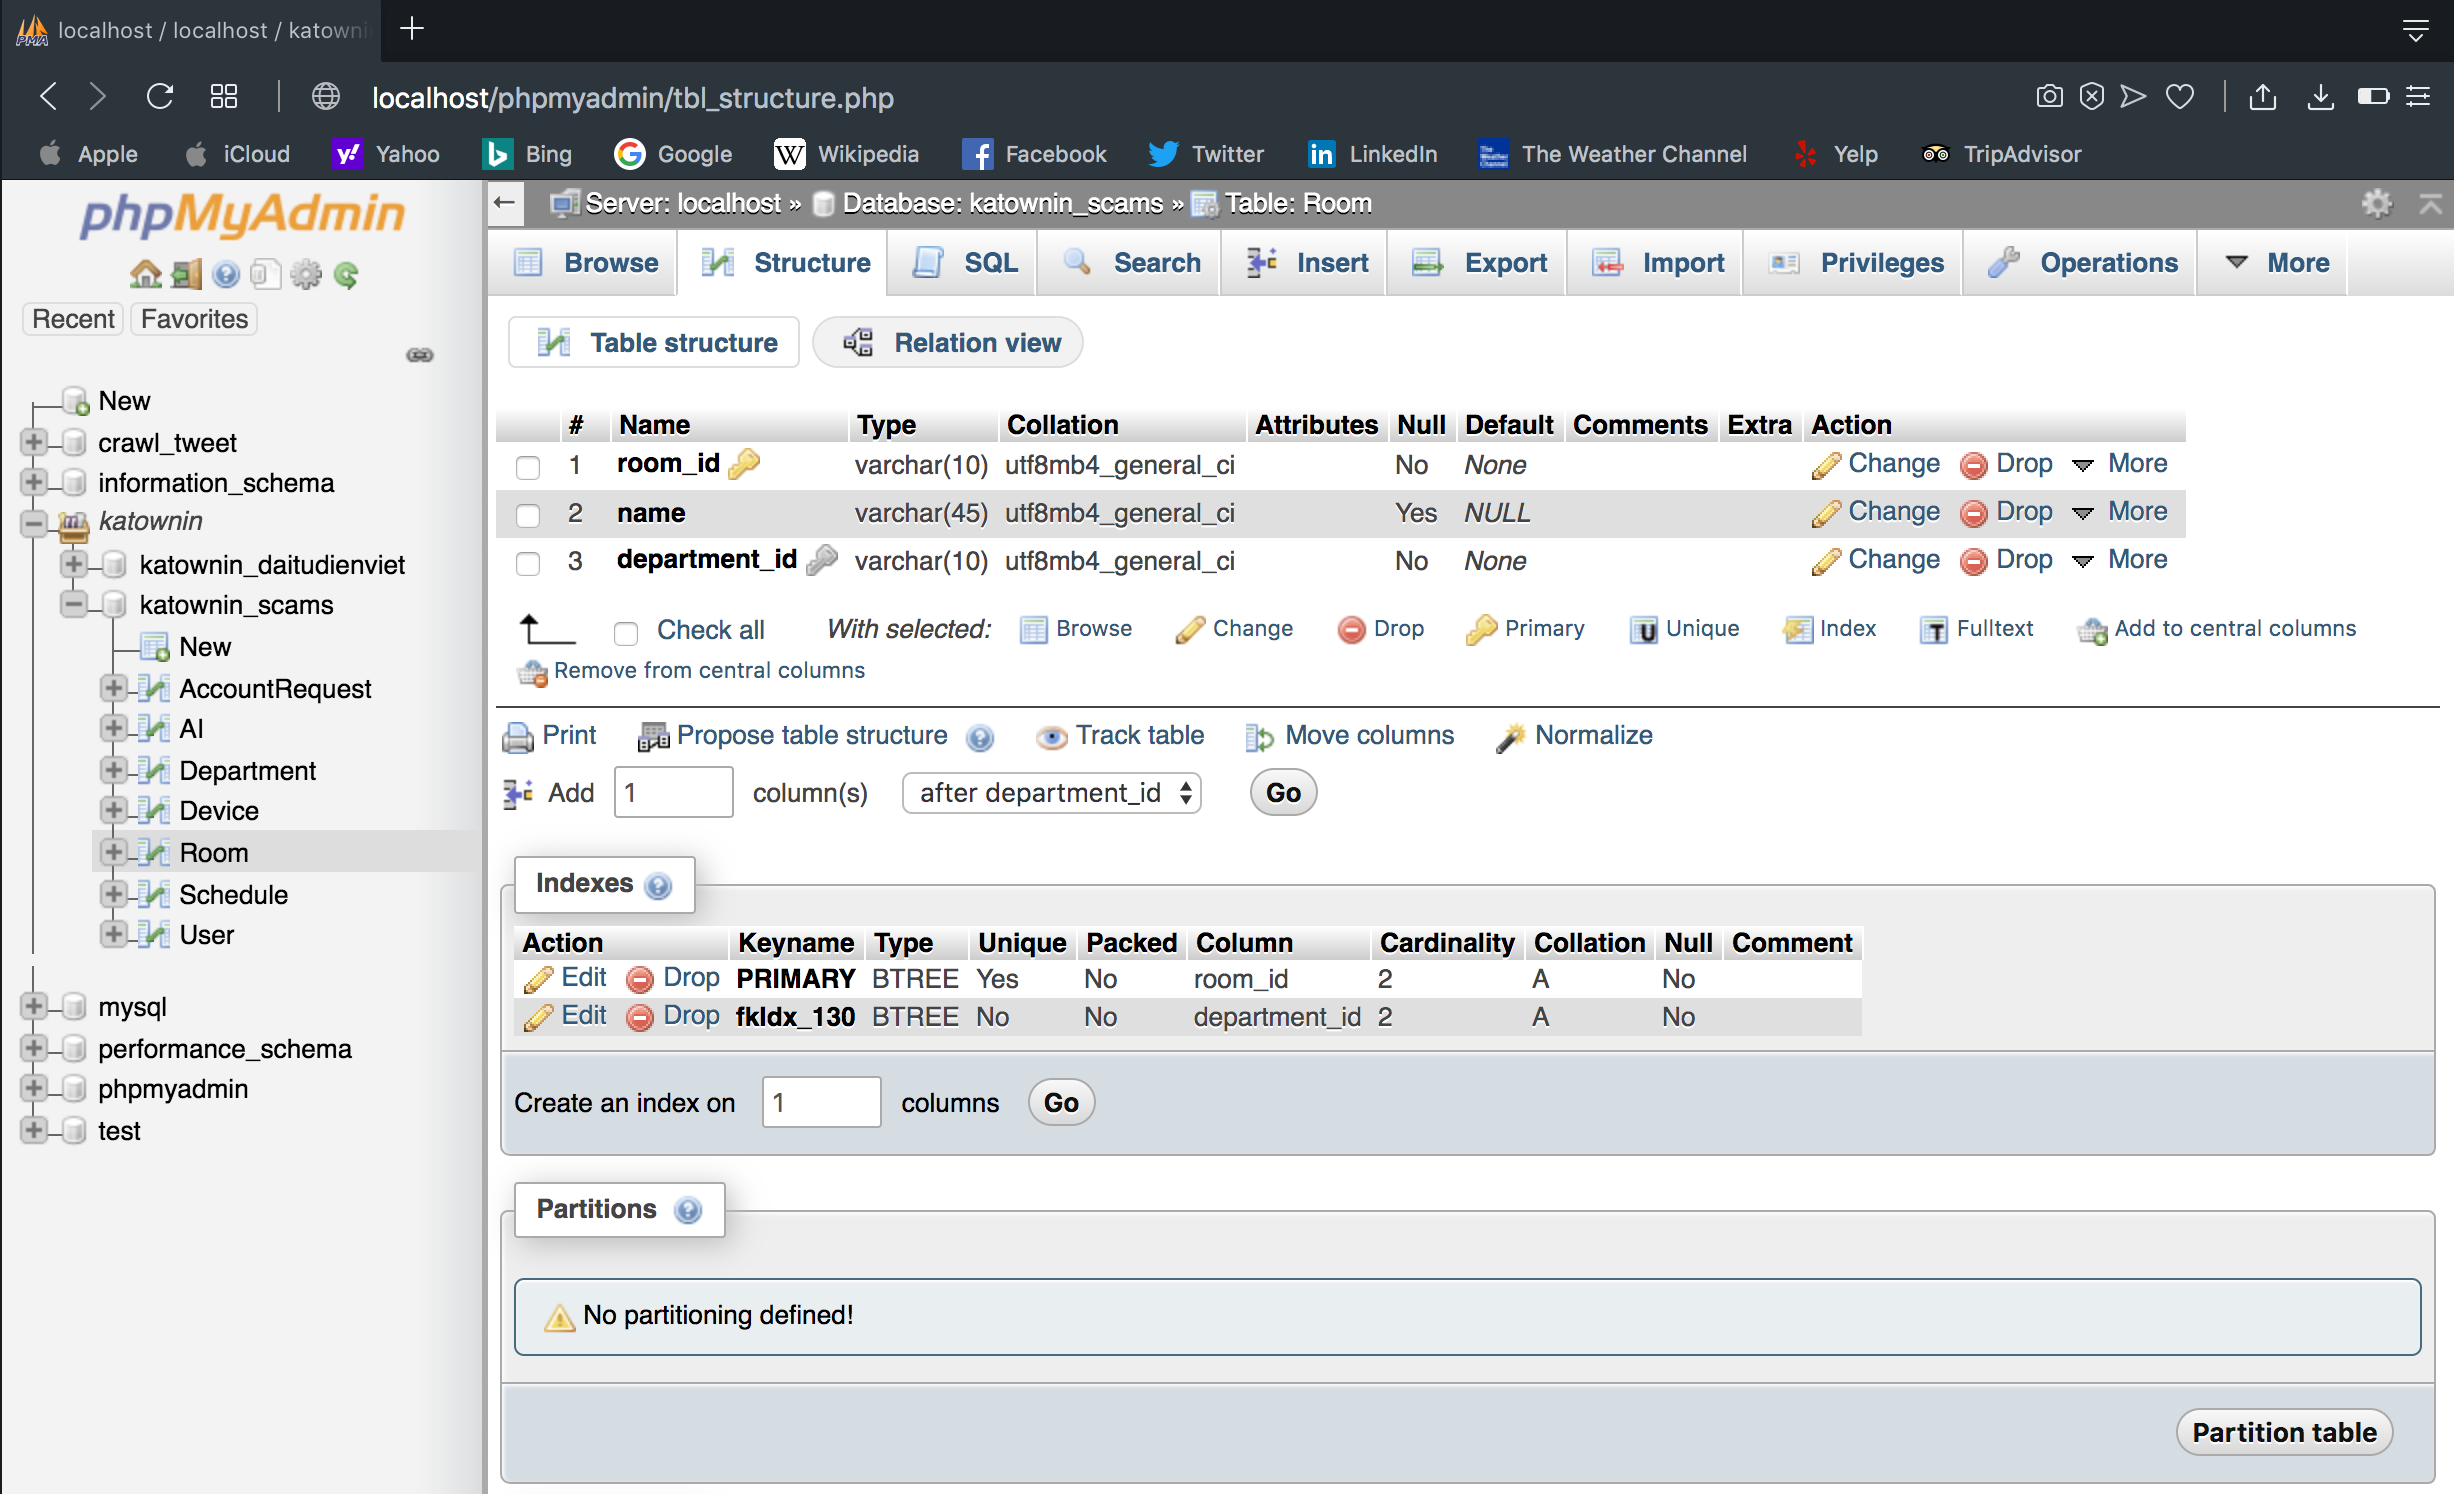 localhost / localhost / katowni
localhost/phpmyadmin/tbl_structure.php
Apple iCloud Yahoo Bing Google Wikipedia Facebook Twitter LinkedIn The Weather Channel Yelp TripAdvisor
phpMyAdmin
Recent Favorites
New
crawl_tweet
information_schema
katownin
katownin_daitudienviet
katownin_scams
New
AccountRequest
AI
Department
Device
Room
Schedule
User
mysql
performance_schema
phpmyadmin
test
Server: localhost » Database: katownin_scams » Table: Room
Browse Structure SQL Search Insert Export Import Privileges Operations More
Table structure Relation view
# Name Type Collation Attributes Null Default Comments Extra Action
1 room_id varchar(10) utf8mb4_general_ci No None Change Drop More
2 name varchar(45) utf8mb4_general_ci Yes NULL Change Drop More
3 department_id varchar(10) utf8mb4_general_ci No None Change Drop More
Check all With selected: Browse Change Drop Primary Unique Index Fulltext Add to central columns
Remove from central columns
Print Propose table structure Track table Move columns Normalize
Add 1 column(s) after department_id Go
Indexes
Action Keyname Type Unique Packed Column Cardinality Collation Null Comment
Edit Drop PRIMARY BTREE Yes No room_id 2 A No
Edit Drop fkIdx_130 BTREE No No department_id 2 A No
Create an index on 1 columns Go
Partitions
No partitioning defined!
Partition table